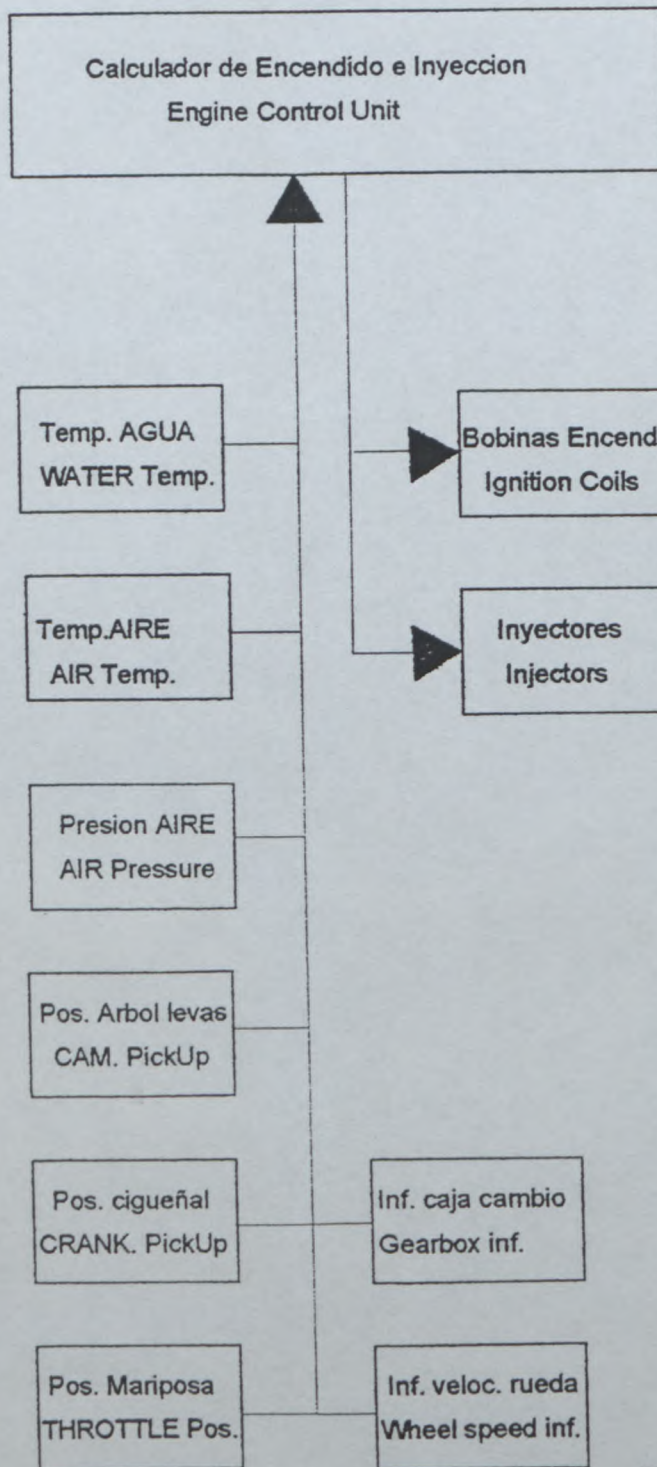 Calculador de Encendido e Inyeccion
Engine Control Unit
Temp. AGUA
WATER Temp.
Bobinas Encend
Ignition Coils
Temp.AIRE
AIR Temp.
Inyectores
Injectors
Presion AIRE
AIR Pressure
Pos. Arbol levas
CAM. PickUp
Pos. cigueñal
CRANK. PickUp
Inf. caja cambio
Gearbox inf.
Pos. Mariposa
THROTTLE Pos.
Inf. veloc. rueda
Wheel speed inf.